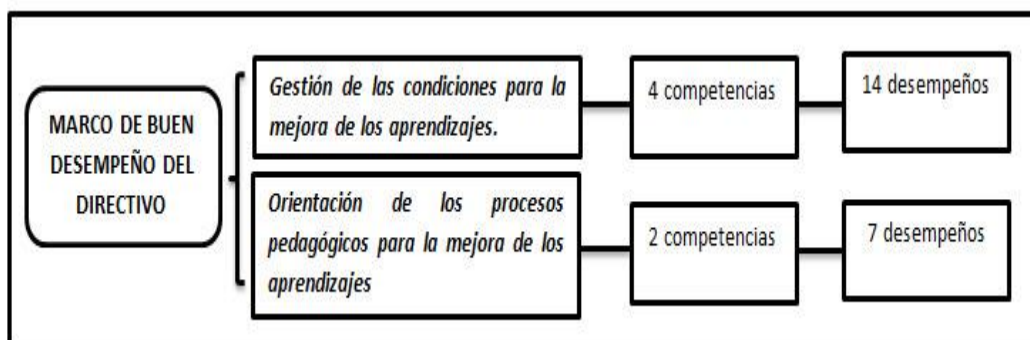 MARCO DE BUEN
DESEMPEÑO DEL
DIRECTIVO
Gestión de las condiciones para la
mejora de los aprendizajes.
4 competencias
14 desempeños
Orientación de los procesos
pedagógicos para la mejora de los
aprendizajes
2 competencias
7 desempeños